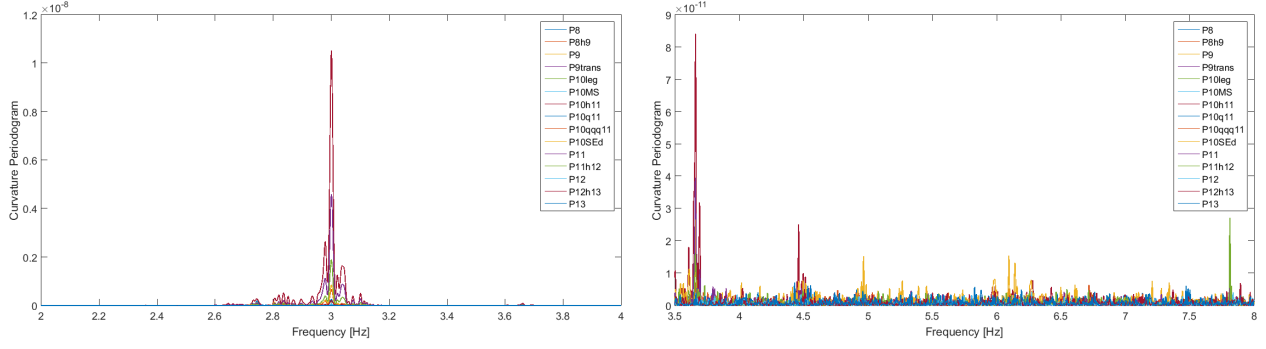 ×10⁻⁸
1.2
1
0.8
0.6
0.4
0.2
0
Curvature Periodogram
2
2.2
2.4
2.6
2.8
3
3.2
3.4
3.6
3.8
4
Frequency [Hz]
P8
P8h9
P9
P9trans
P10leg
P10MS
P10h11
P10q11
P10qqq11
P10SEd
P11
P11h12
P12
P12h13
P13
×10⁻¹¹
9
8
7
6
5
4
3
2
1
0
Curvature Periodogram
3.5
4
4.5
5
5.5
6
6.5
7
7.5
8
Frequency [Hz]
P8
P8h9
P9
P9trans
P10leg
P10MS
P10h11
P10q11
P10qqq11
P10SEd
P11
P11h12
P12
P12h13
P13